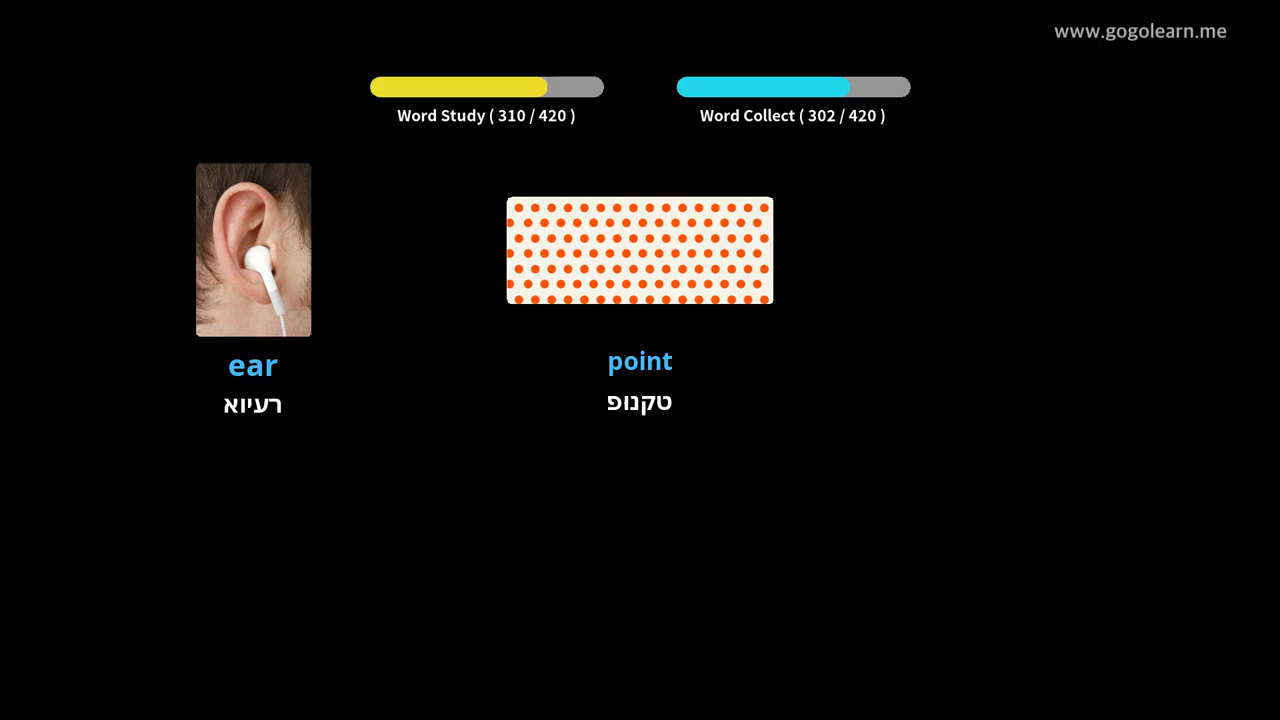 www.gogolearn.me
Word Study ( 310 / 420 )
Word Collect ( 302 / 420 )
ear
רעיוא
point
טקנופ